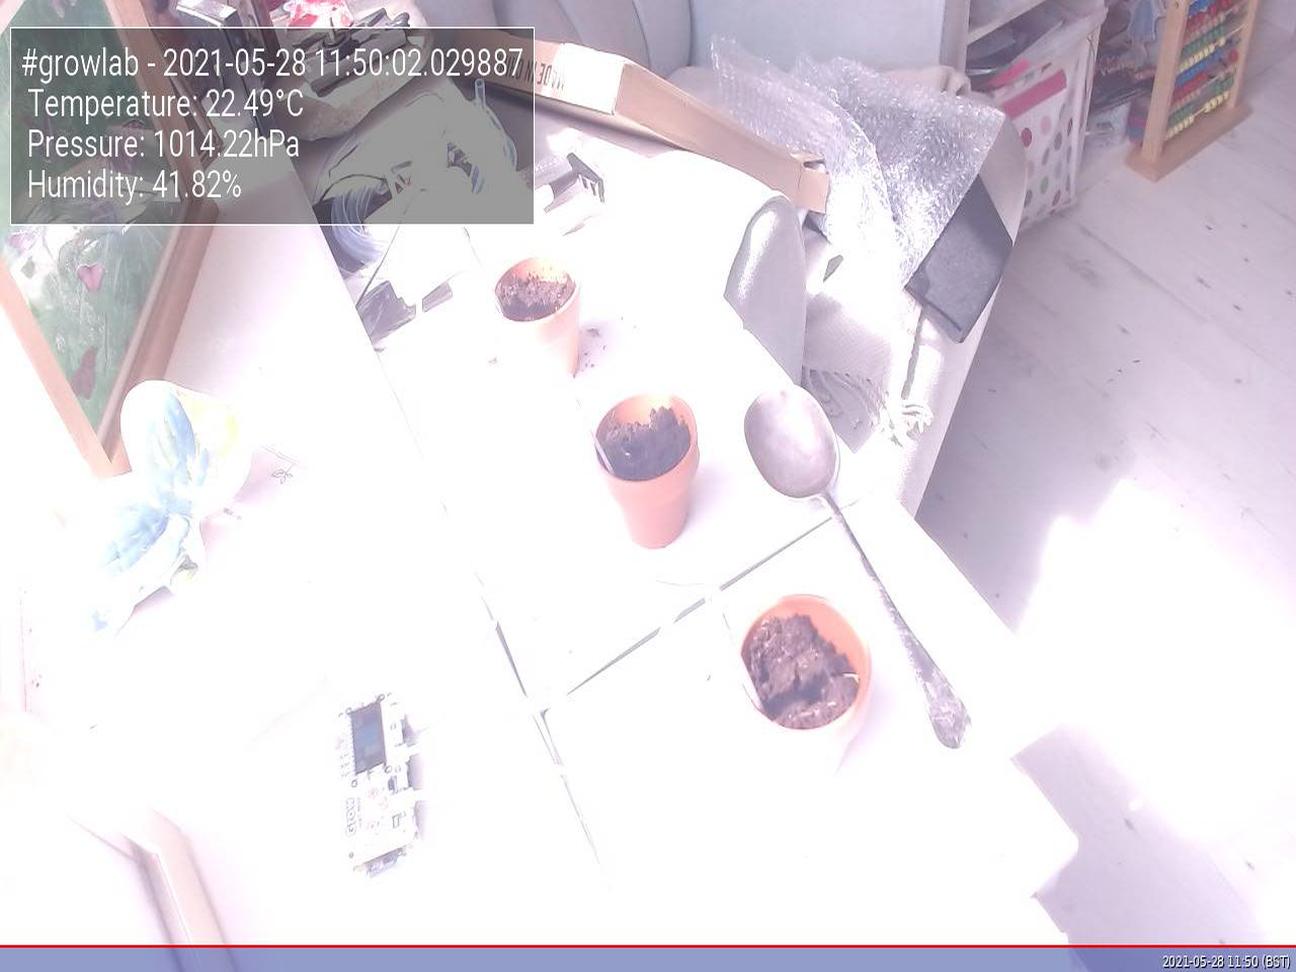 #growlab - 2021-05-28 11:50:02.029887
Temperature: 22.49°C
Pressure: 1014.22hPa
Humidity: 41.82%
2021-05-28 11:50 (BST)